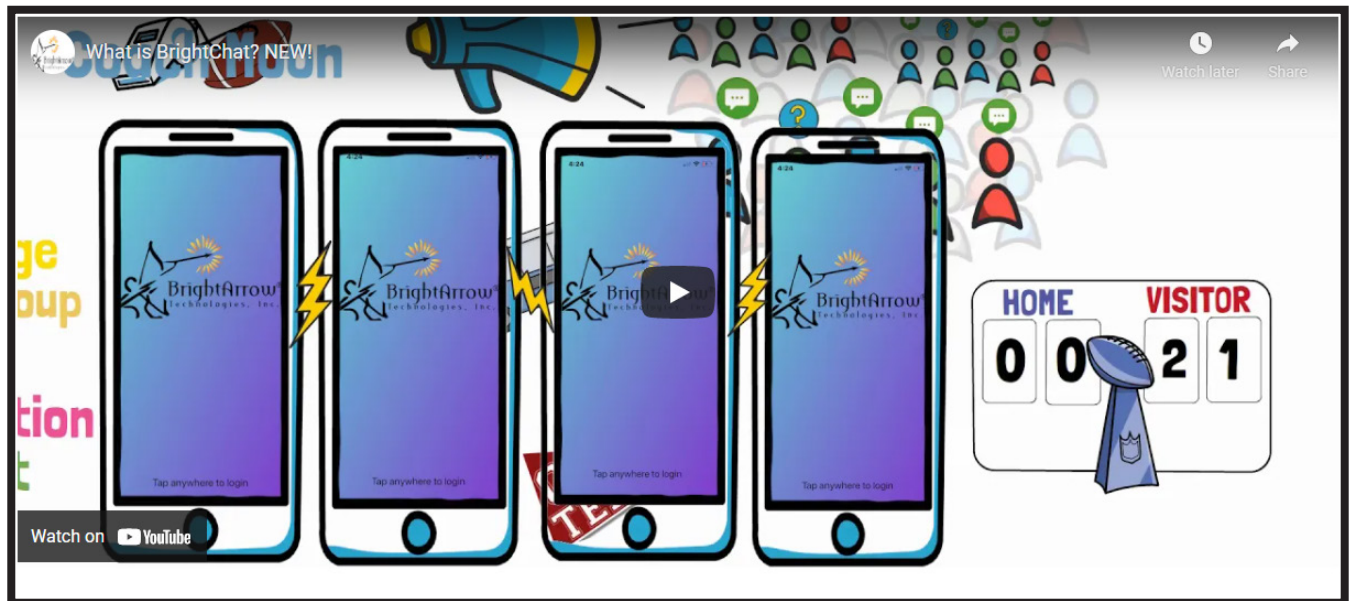 What is BrightChat? NEW!
Coach Moon
Watch later
Share
4:24
4:24
4:24
BrightArrow®
Technologies, Inc.
BrightArrow
Technologies, Inc.
BrightArrow
Technologies, Inc.
BrightArrow
Technologies, Inc.
HOME
VISITOR
0 0 2 1
ge
oup
tion
t
Tap anywhere to login
Tap anywhere to login
Tap anywhere to login
Tap anywhere to login
Watch on YouTube